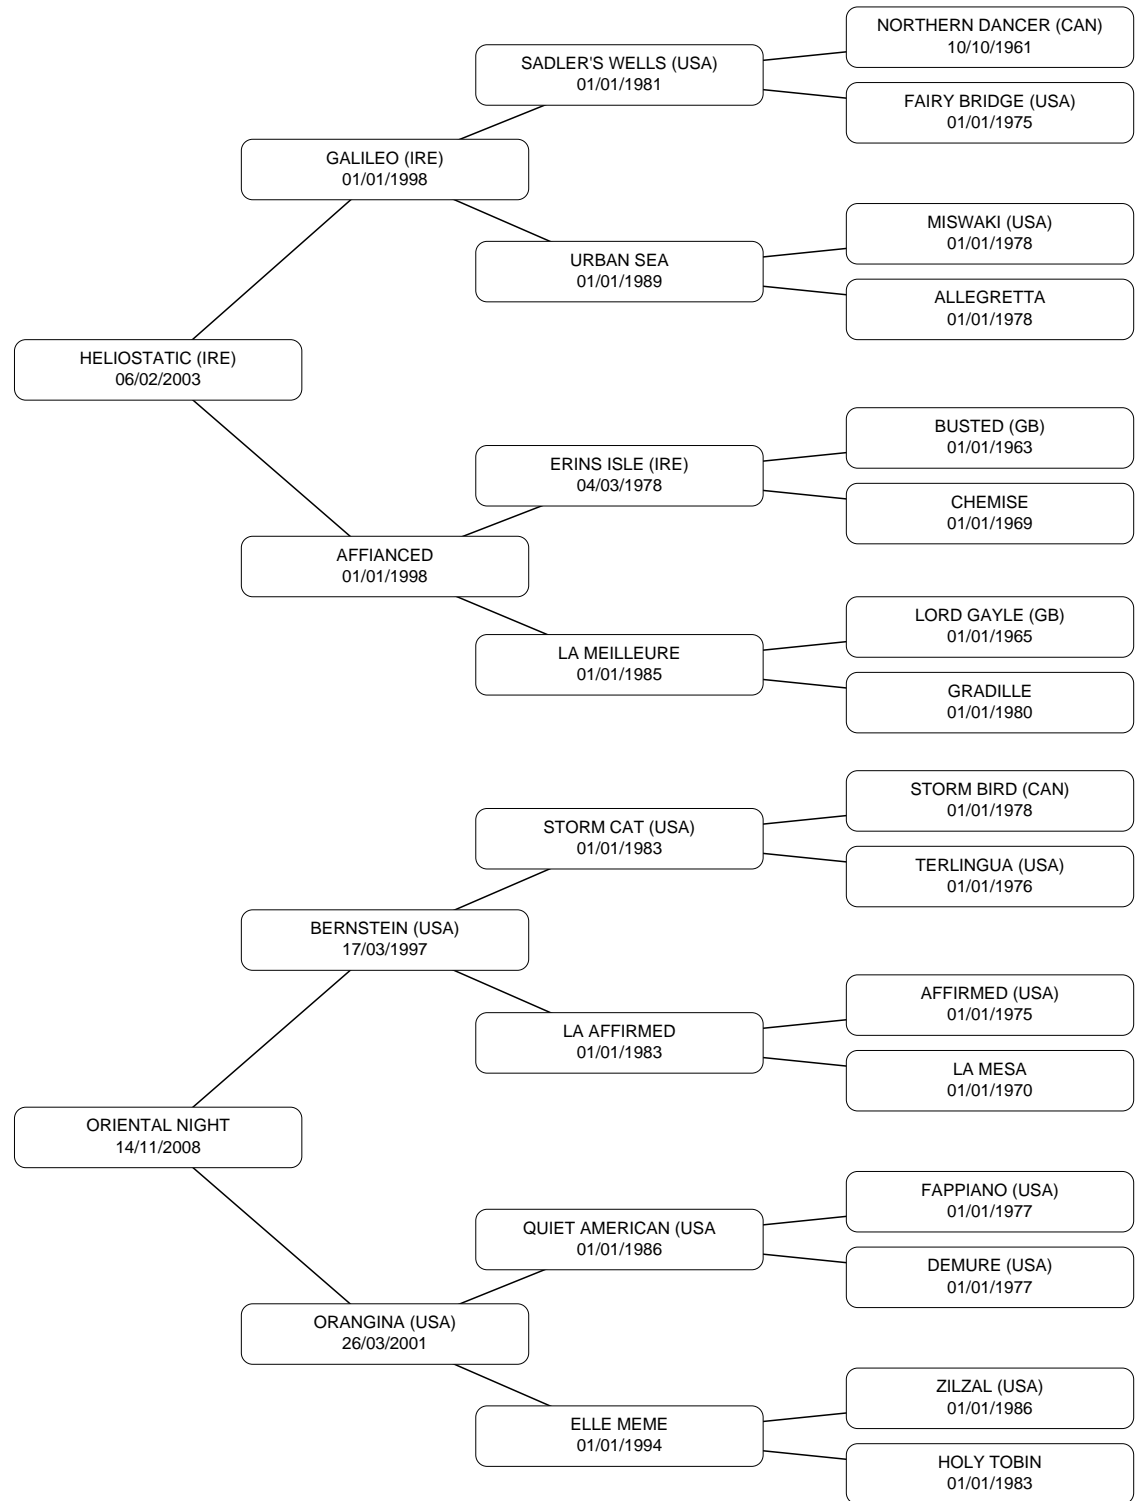 NORTHERN DANCER (CAN)
10/10/1961
SADLER'S WELLS (USA)
01/01/1981
FAIRY BRIDGE (USA)
01/01/1975
GALILEO (IRE)
01/01/1998
MISWAKI (USA)
01/01/1978
URBAN SEA
01/01/1989
ALLEGRETTA
01/01/1978
HELIOSTATIC (IRE)
06/02/2003
BUSTED (GB)
01/01/1963
ERINS ISLE (IRE)
04/03/1978
CHEMISE
01/01/1969
AFFIANCED
01/01/1998
LORD GAYLE (GB)
01/01/1965
LA MEILLEURE
01/01/1985
GRADILLE
01/01/1980
STORM BIRD (CAN)
01/01/1978
STORM CAT (USA)
01/01/1983
TERLINGUA (USA)
01/01/1976
BERNSTEIN (USA)
17/03/1997
AFFIRMED (USA)
01/01/1975
LA AFFIRMED
01/01/1983
LA MESA
01/01/1970
ORIENTAL NIGHT
14/11/2008
FAPPIANO (USA)
01/01/1977
QUIET AMERICAN (USA
01/01/1986
DEMURE (USA)
01/01/1977
ORANGINA (USA)
26/03/2001
ZILZAL (USA)
01/01/1986
ELLE MEME
01/01/1994
HOLY TOBIN
01/01/1983